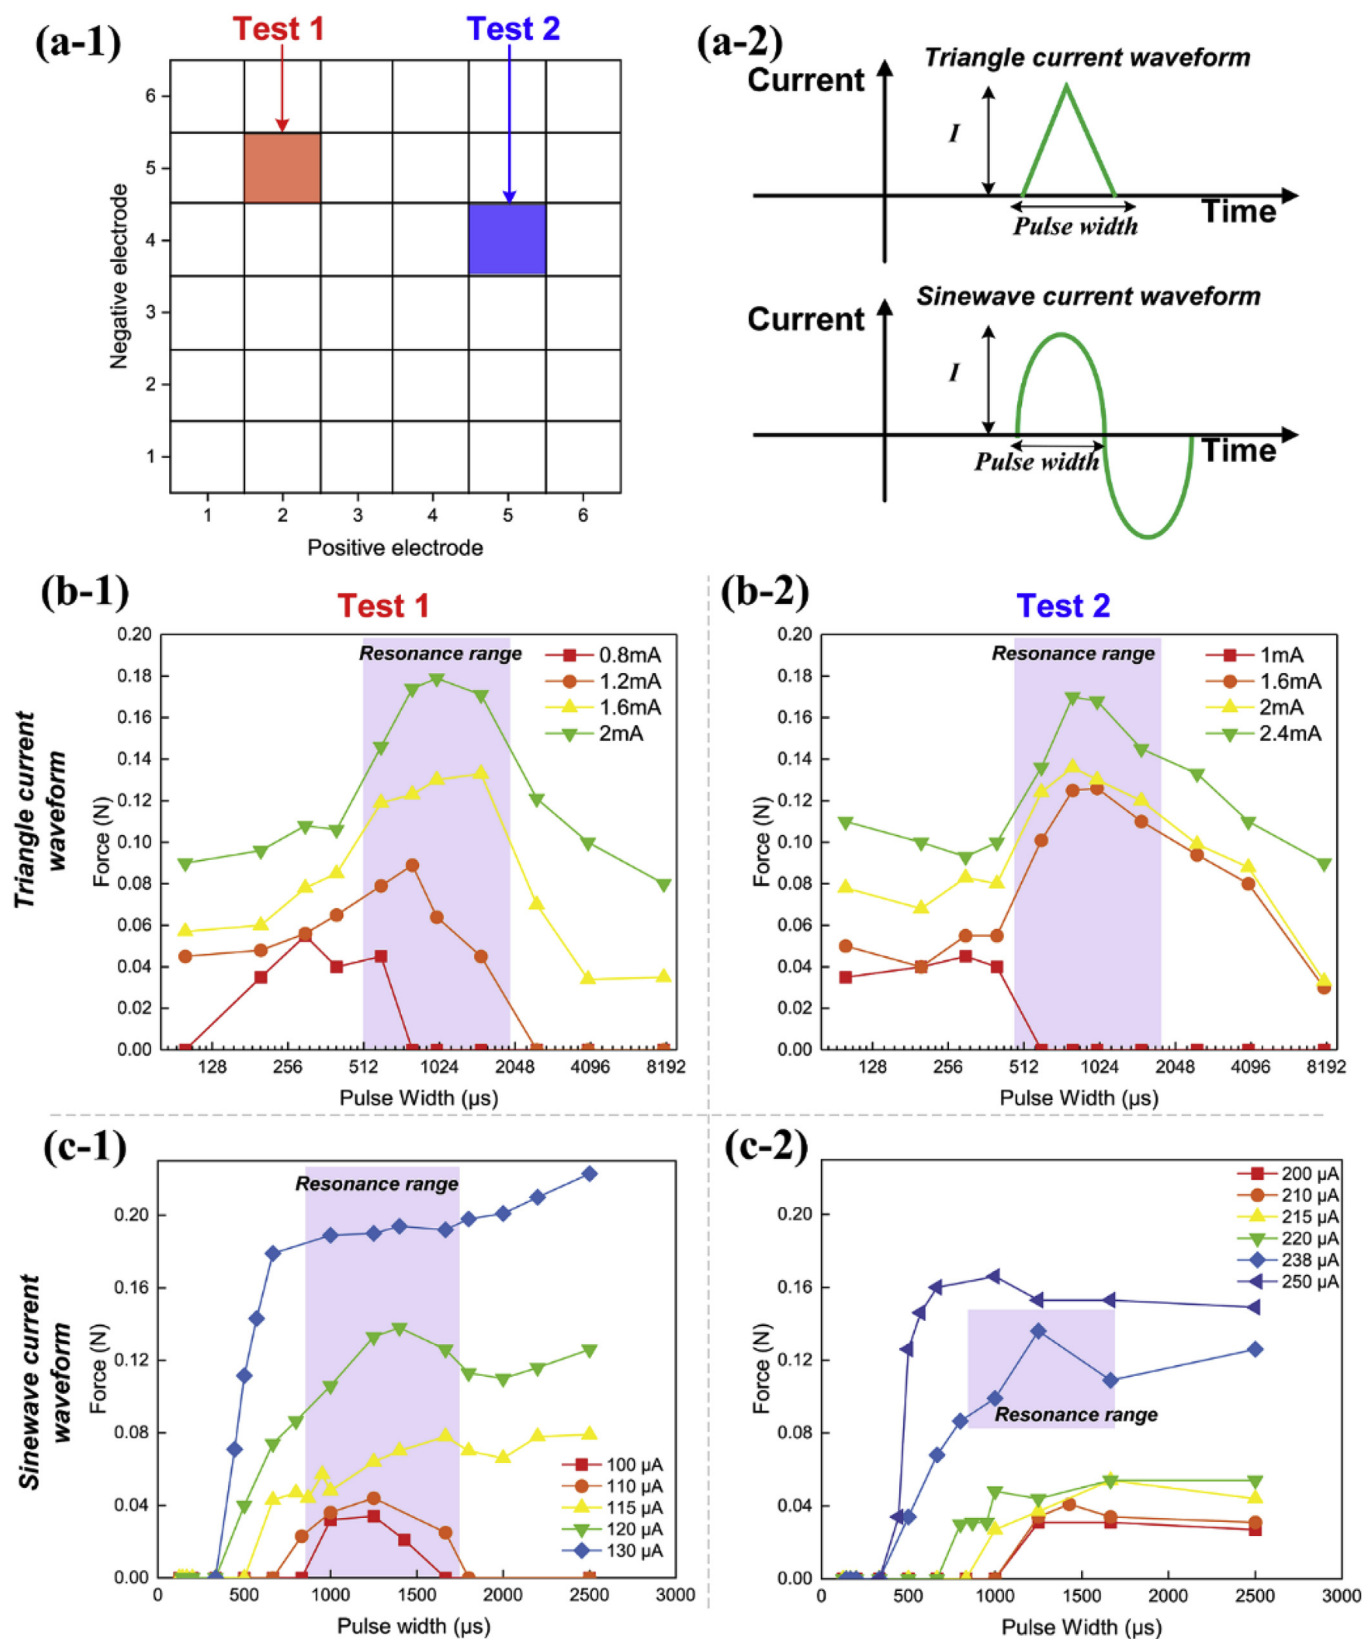 (a-1)
Test 1
Test 2
Negative electrode
6
5
4
3
2
1
1 2 3 4 5 6
Positive electrode
(a-2)
Triangle current waveform
Current
I
Pulse width
Time
Sinewave current waveform
Current
I
Pulse width
Time
Triangle current
waveform
(b-1)
Test 1
Resonance range
0.8mA
1.2mA
1.6mA
2mA
Force (N)
0.20
0.18
0.16
0.14
0.12
0.10
0.08
0.06
0.04
0.02
0.00
128 256 512 1024 2048 4096 8192
Pulse Width (µs)
(b-2)
Test 2
Resonance range
1mA
1.6mA
2mA
2.4mA
Force (N)
0.20
0.18
0.16
0.14
0.12
0.10
0.08
0.06
0.04
0.02
0.00
128 256 512 1024 2048 4096 8192
Pulse Width (µs)
Sinewave current
waveform
(c-1)
Resonance range
Force (N)
0.20
0.16
0.12
0.08
0.04
0.00
100 µA
110 µA
115 µA
120 µA
130 µA
0 500 1000 1500 2000 2500 3000
Pulse width (µs)
(c-2)
200 µA
210 µA
215 µA
220 µA
238 µA
250 µA
Force (N)
0.20
0.16
0.12
0.08
0.04
0.00
Resonance range
0 500 1000 1500 2000 2500 3000
Pulse Width (µs)